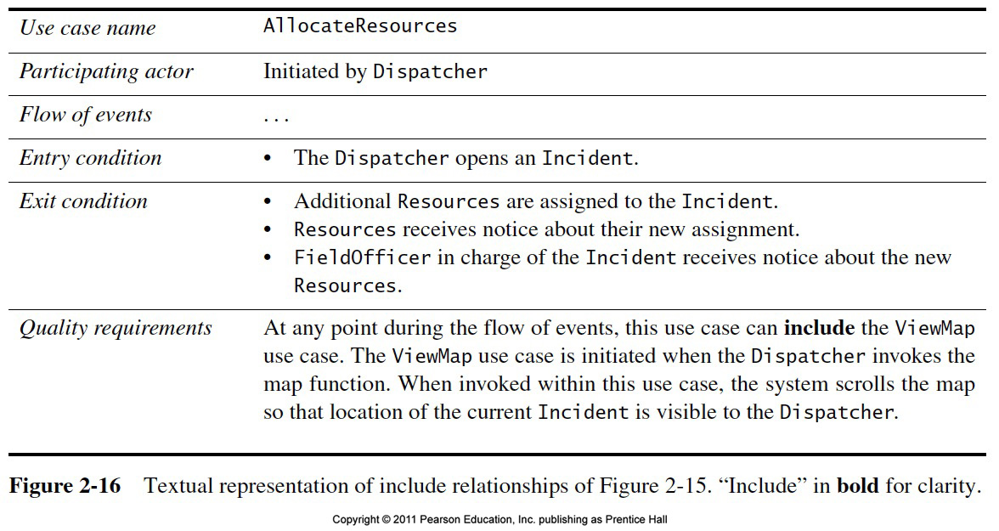 Use case name AllocateResources
Participating actor Initiated by Dispatcher
Flow of events . . .
Entry condition • The Dispatcher opens an Incident.
Exit condition • Additional Resources are assigned to the Incident.
• Resources receives notice about their new assignment.
• FieldOfficer in charge of the Incident receives notice about the new
Resources.
Quality requirements At any point during the flow of events, this use case can include the ViewMap
use case. The ViewMap use case is initiated when the Dispatcher invokes the
map function. When invoked within this use case, the system scrolls the map
so that location of the current Incident is visible to the Dispatcher.
Figure 2-16 Textual representation of include relationships of Figure 2-15. “Include” in bold for clarity.
Copyright © 2011 Pearson Education, Inc. publishing as Prentice Hall